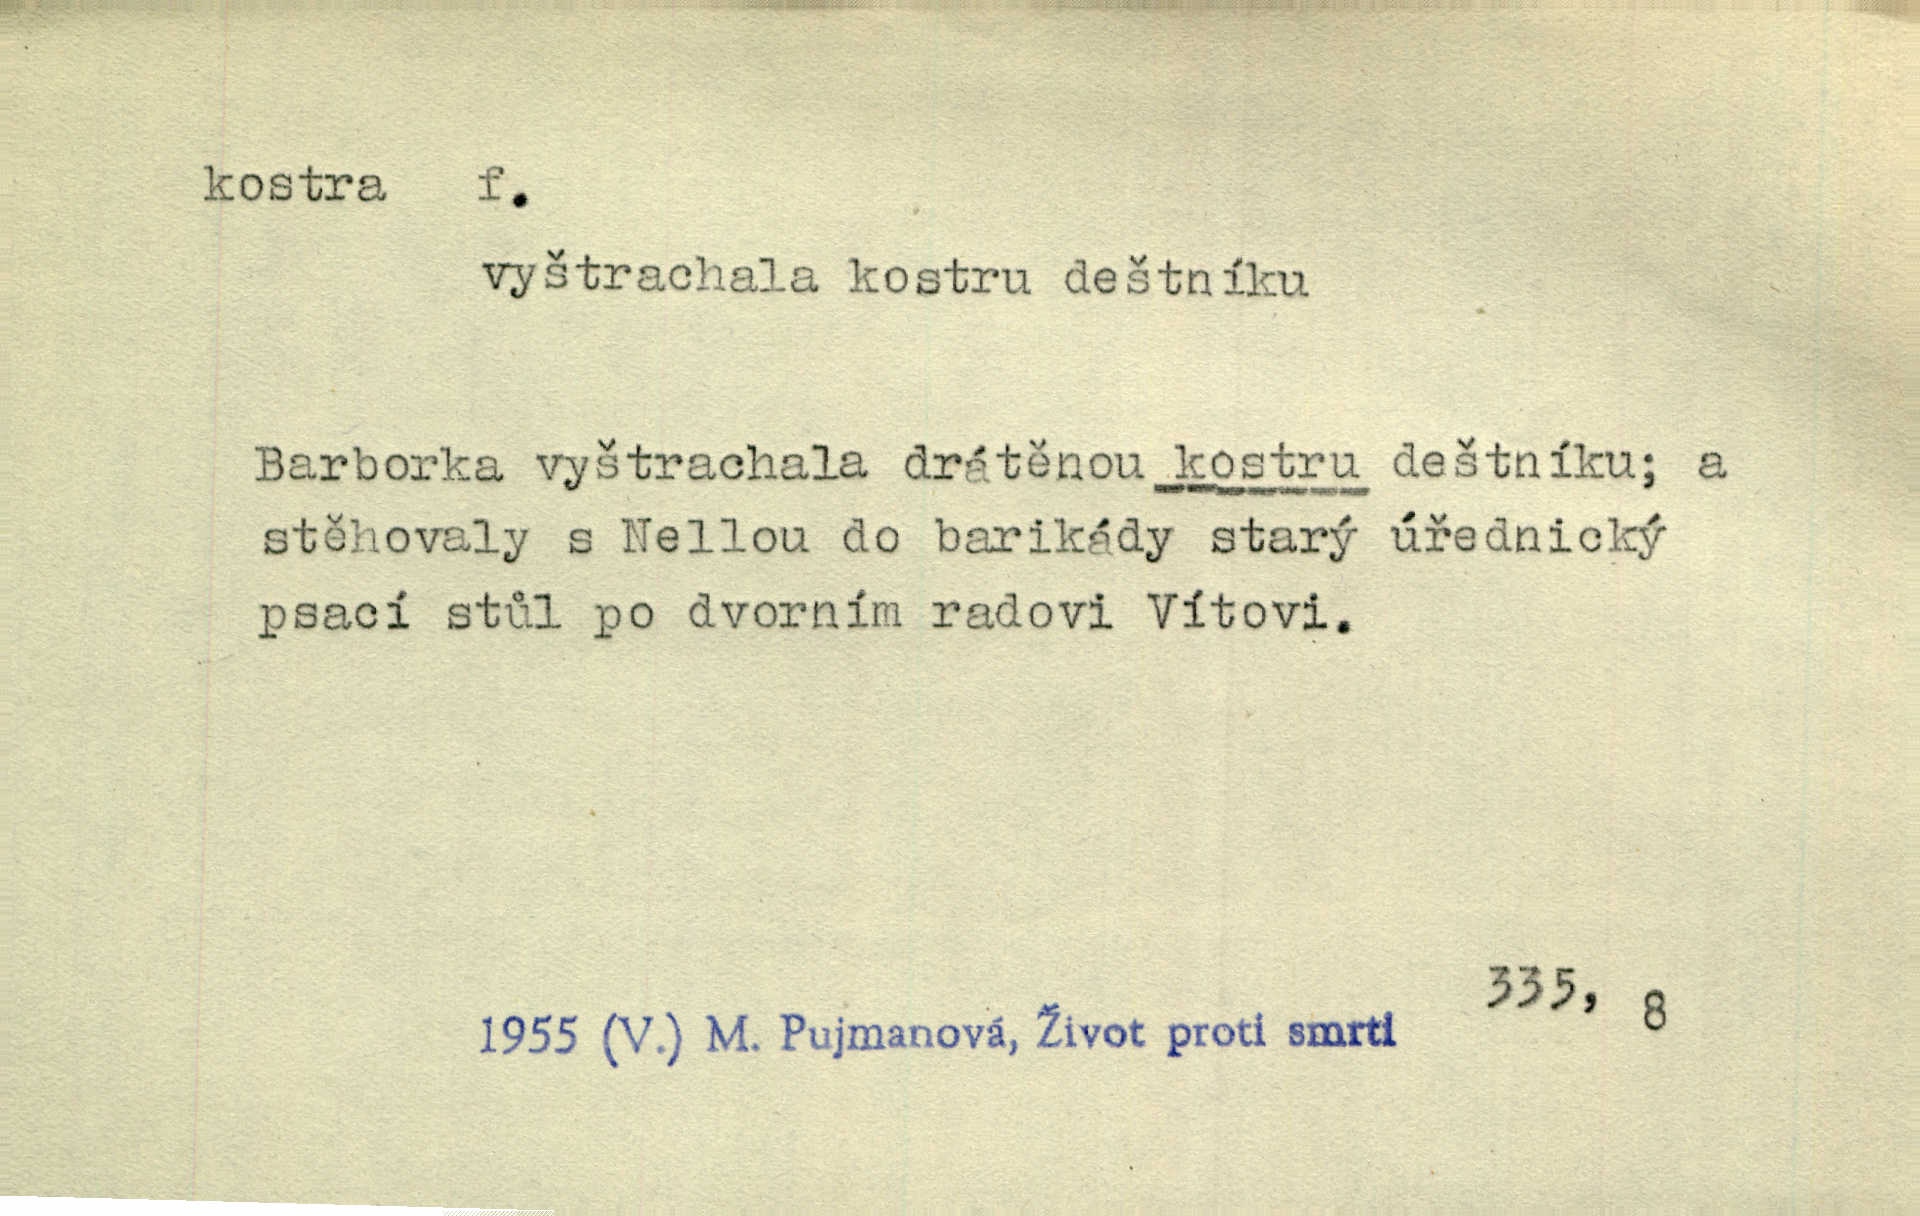 kostra f.
vyštrachala kostru deštníku
Barborka vyštrachala drátěnou kostru deštníku; a
stěhovaly s Nellou do barikády starý úřednický
psací stůl po dvorním radovi Vítovi.
335, 8
1955 (V.) M. Pujmanová, Život proti smrti